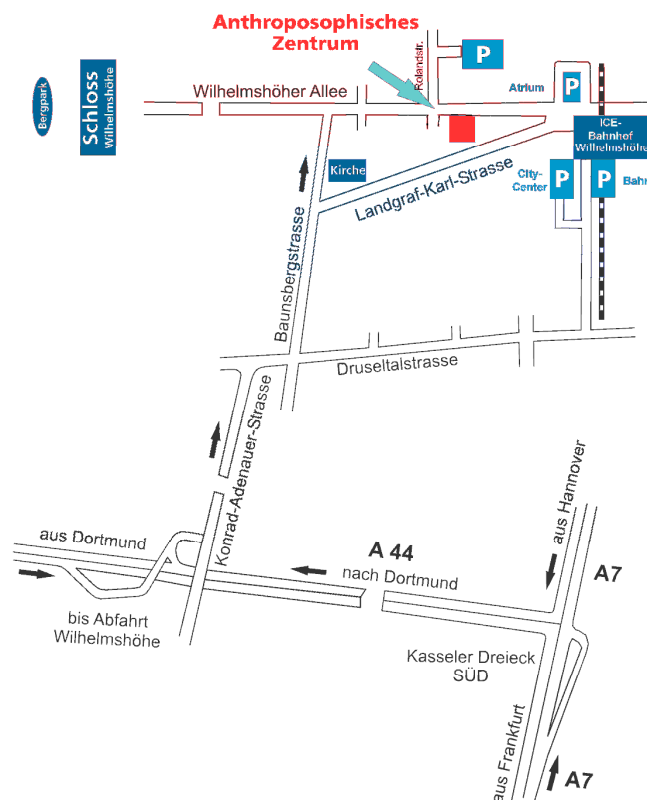 Anthroposophisches
Zentrum
Rolandstr.
P
Bergpark
Schloss
Wilhelmshöhe
Wilhelmshöher Allee
Atrium
P
ICE-
Bahnhof
Wilhelmshöhe
Kirche
Landgraf-Karl-Strasse
City-
Center
P
P
Bah
Baunsbergstrasse
Druseltalstrasse
Konrad-Adenauer-Strasse
aus Hannover
aus Dortmund
A 44
nach Dortmund
A7
bis Abfahrt
Wilhelmshöhe
Kasseler Dreieck
SÜD
aus Frankfurt
A7